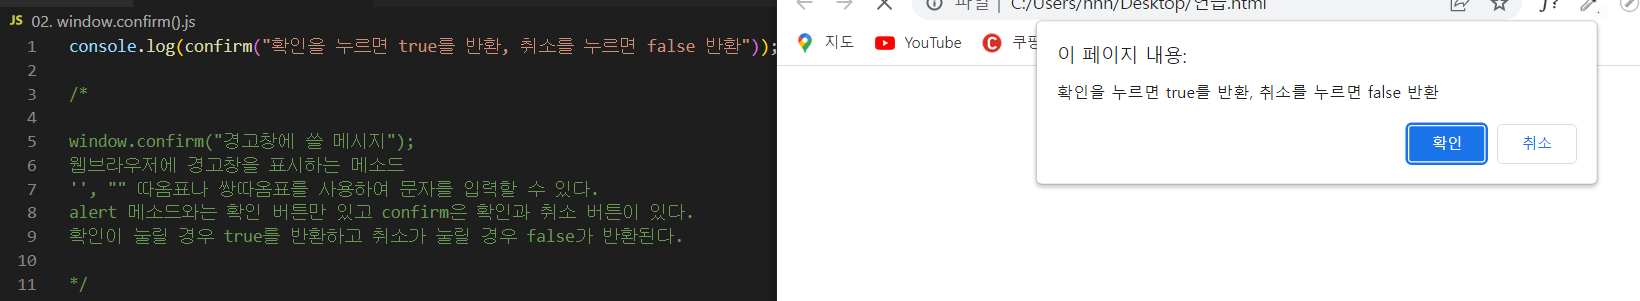 JS 02. window.confirm().js
1 console.log(confirm("확인을 누르면 true를 반환, 취소를 누르면 false 반환"));
2
3 /*
4
5 window.confirm("경고창에 쓸 메시지");
6 웹브라우저에 경고창을 표시하는 메소드
7 '', "" 따옴표나 쌍따옴표를 사용하여 문자를 입력할 수 있다.
8 alert 메소드와는 확인 버튼만 있고 confirm은 확인과 취소 버튼이 있다.
9 확인이 눌릴 경우 true를 반환하고 취소가 눌릴 경우 false가 반환된다.
10
11 */
파일 | C:/Users/hhh/Desktop/연습.html
지도 YouTube 쿠팡
이 페이지 내용:
확인을 누르면 true를 반환, 취소를 누르면 false 반환
확인 취소